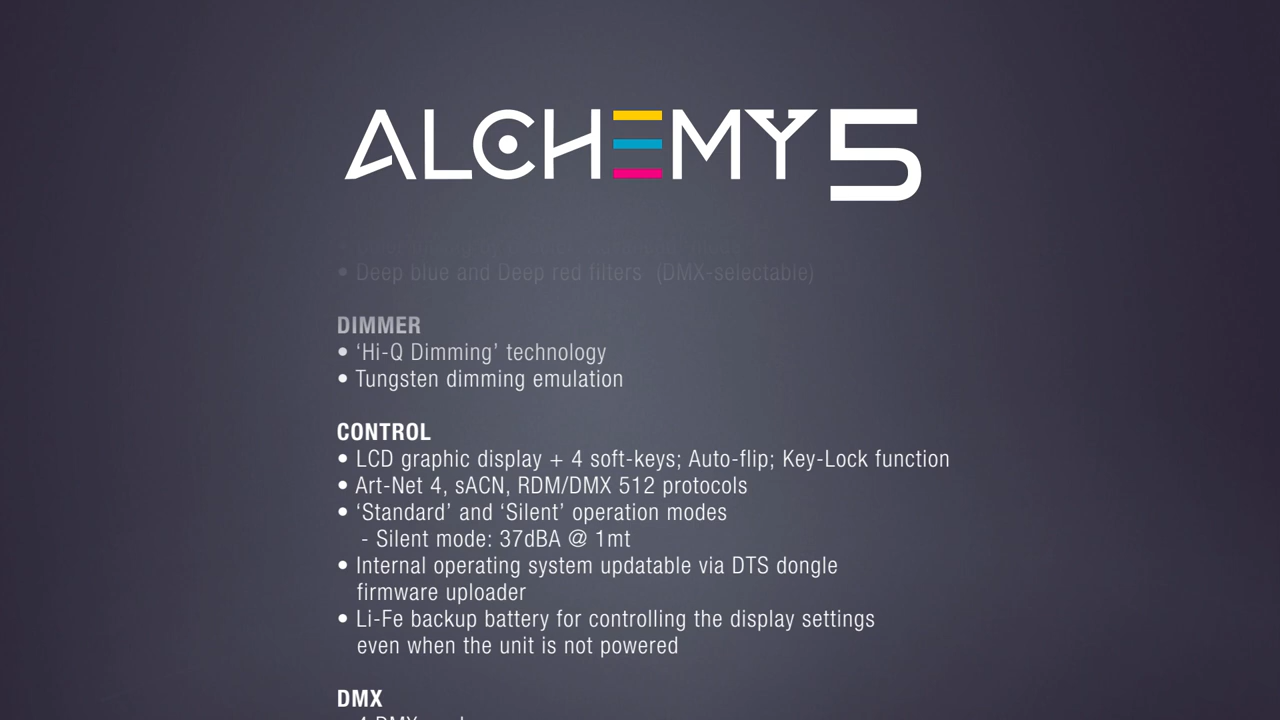 ALCHEMY 5
• Deep blue and Deep red filters (DMX-selectable)
DIMMER
• ‘Hi-Q Dimming’ technology
• Tungsten dimming emulation
CONTROL
• LCD graphic display + 4 soft-keys; Auto-flip; Key-Lock function
• Art-Net 4, sACN, RDM/DMX 512 protocols
• ‘Standard’ and ‘Silent’ operation modes
- Silent mode: 37dBA @ 1mt
• Internal operating system updatable via DTS dongle
firmware uploader
• Li-Fe backup battery for controlling the display settings
even when the unit is not powered
DMX